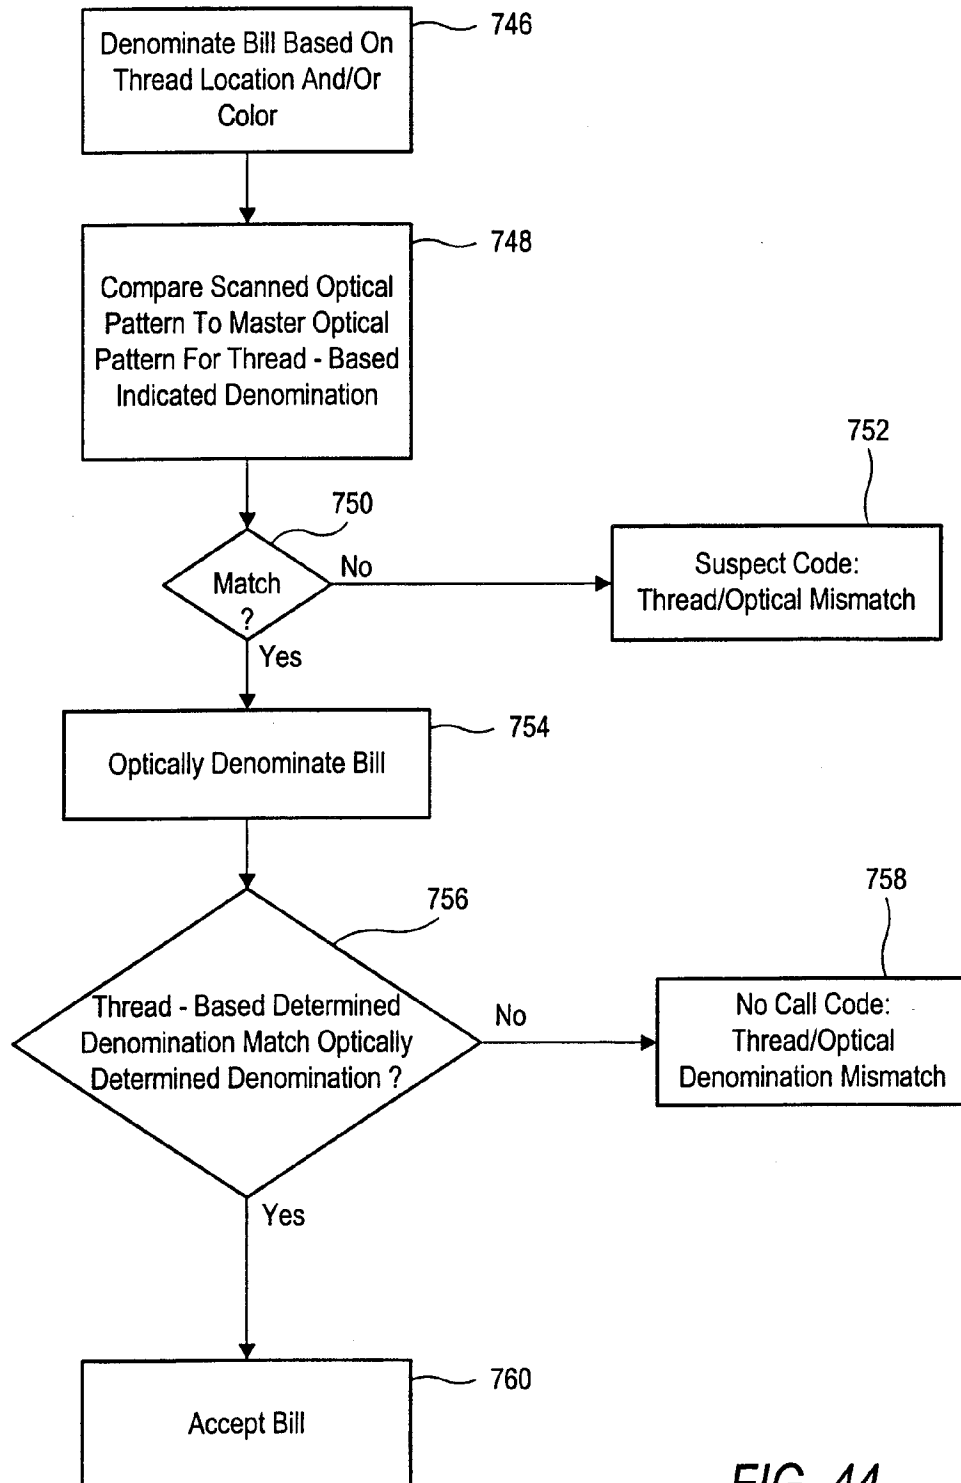 746
Denominate Bill Based On
Thread Location And/Or
Color
748
Compare Scanned Optical
Pattern To Master Optical
Pattern For Thread - Based
Indicated Denomination
752
750
Match
?
No
Suspect Code:
Thread/Optical Mismatch
Yes
754
Optically Denominate Bill
756
758
Thread - Based Determined
Denomination Match Optically
Determined Denomination ?
No
No Call Code:
Thread/Optical
Denomination Mismatch
Yes
760
Accept Bill
FIG. 44